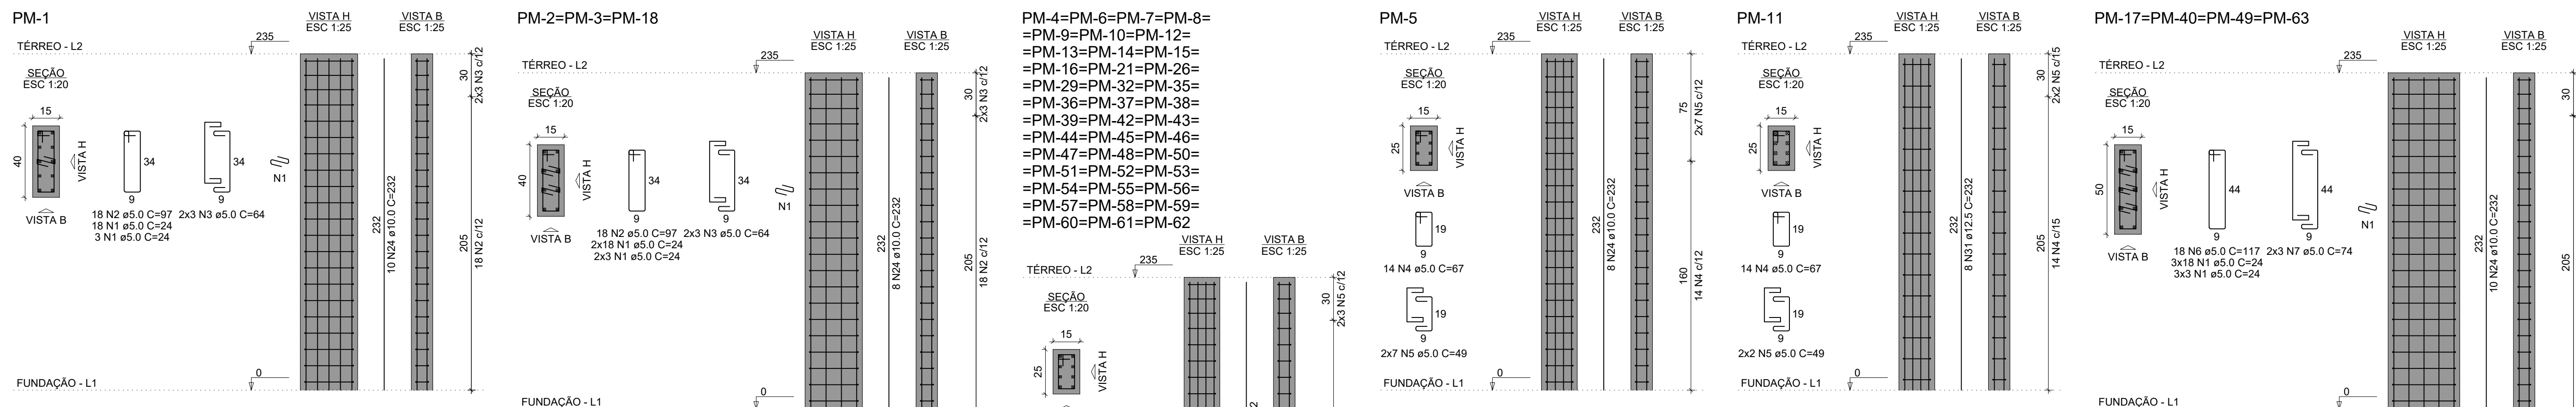 PM-1
VISTA H
ESC 1:25
VISTA B
ESC 1:25
TÉRREO - L2
235
SEÇÃO
ESC 1:20
15
40
VISTA H
VISTA B
34
9
34
9
N1
18 N2 ø5.0 C=97
2x3 N3 ø5.0 C=64
18 N1 ø5.0 C=24
3 N1 ø5.0 C=24
232
10 N24 ø10.0 C=232
30
2x3 N3 c/12
205
18 N2 c/12
FUNDAÇÃO - L1
0
PM-2=PM-3=PM-18
VISTA H
ESC 1:25
VISTA B
ESC 1:25
TÉRREO - L2
235
SEÇÃO
ESC 1:20
15
40
VISTA H
VISTA B
34
9
34
9
N1
18 N2 ø5.0 C=97
2x3 N3 ø5.0 C=64
2x18 N1 ø5.0 C=24
2x3 N1 ø5.0 C=24
232
8 N24 ø10.0 C=232
30
2x3 N3 c/12
205
18 N2 c/12
FUNDAÇÃO - L1
0
PM-4=PM-6=PM-7=PM-8=
=PM-9=PM-10=PM-12=
=PM-13=PM-14=PM-15=
=PM-16=PM-21=PM-26=
=PM-29=PM-32=PM-35=
=PM-36=PM-37=PM-38=
=PM-39=PM-42=PM-43=
=PM-44=PM-45=PM-46=
=PM-47=PM-48=PM-50=
=PM-51=PM-52=PM-53=
=PM-54=PM-55=PM-56=
=PM-57=PM-58=PM-59=
=PM-60=PM-61=PM-62
VISTA H
ESC 1:25
VISTA B
ESC 1:25
TÉRREO - L2
235
SEÇÃO
ESC 1:20
15
25
VISTA H
30
2x3 N5 c/12
PM-5
VISTA H
ESC 1:25
VISTA B
ESC 1:25
TÉRREO - L2
235
SEÇÃO
ESC 1:20
15
25
VISTA H
VISTA B
19
9
14 N4 ø5.0 C=67
19
9
2x7 N5 ø5.0 C=49
232
8 N24 ø10.0 C=232
75
2x7 N5 c/12
160
14 N4 c/12
FUNDAÇÃO - L1
0
PM-11
VISTA H
ESC 1:25
VISTA B
ESC 1:25
TÉRREO - L2
235
SEÇÃO
ESC 1:20
15
25
VISTA H
VISTA B
19
9
14 N4 ø5.0 C=67
19
9
2x2 N5 ø5.0 C=49
232
8 N31 ø12.5 C=232
30
2x2 N5 c/15
205
14 N4 c/15
FUNDAÇÃO - L1
0
PM-17=PM-40=PM-49=PM-63
VISTA H
ESC 1:25
VISTA B
ESC 1:25
TÉRREO - L2
235
SEÇÃO
ESC 1:20
15
50
VISTA H
VISTA B
44
9
44
9
N1
18 N6 ø5.0 C=117
2x3 N7 ø5.0 C=74
3x18 N1 ø5.0 C=24
3x3 N1 ø5.0 C=24
232
10 N24 ø10.0 C=232
30
205
FUNDAÇÃO - L1
0